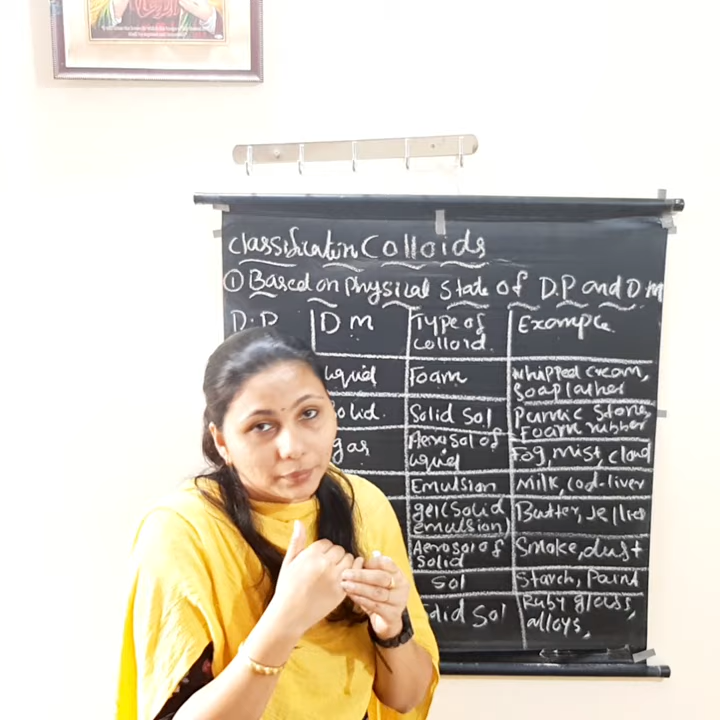 Classification Colloids
① Based on physical State of D.P and D.M
D.P DM Type of colloid. Example
liquid Foam whipped cream, Soap lather
Solid. Solid Sol Pumic Stone, Foam rubber
gas Aerosol of liquid Fog, mist, cloud
Emulsion Milk, cod-liver
gel (Solid emulsion) Butter, Jellies
Aerosol of Solid Smoke, dust
Sol Starch, Paint
Solid Sol Ruby glass, alloys,